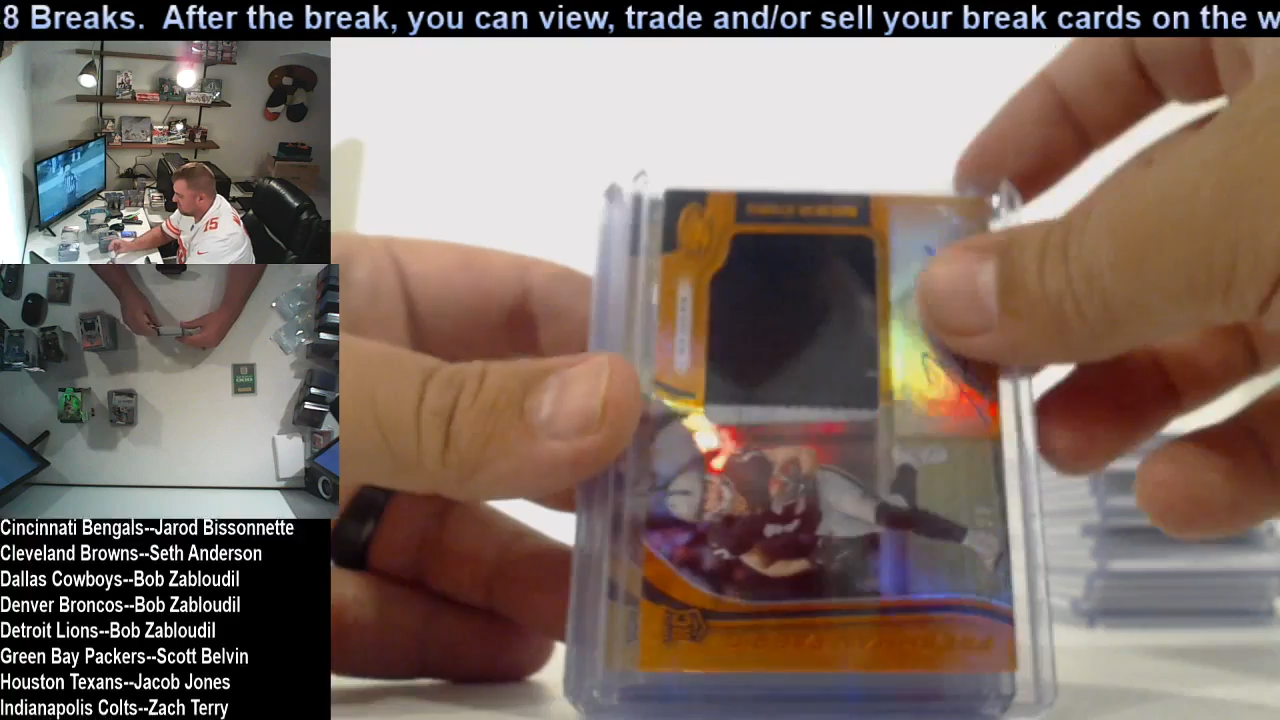 8 Breaks.  After the break, you can view, trade and/or sell your break cards on the w
15
Cincinnati Bengals--Jarod Bissonnette
Cleveland Browns--Seth Anderson
Dallas Cowboys--Bob Zabloudil
Denver Broncos--Bob Zabloudil
Detroit Lions--Bob Zabloudil
Green Bay Packers--Scott Belvin
Houston Texans--Jacob Jones
Indianapolis Colts--Zach Terry